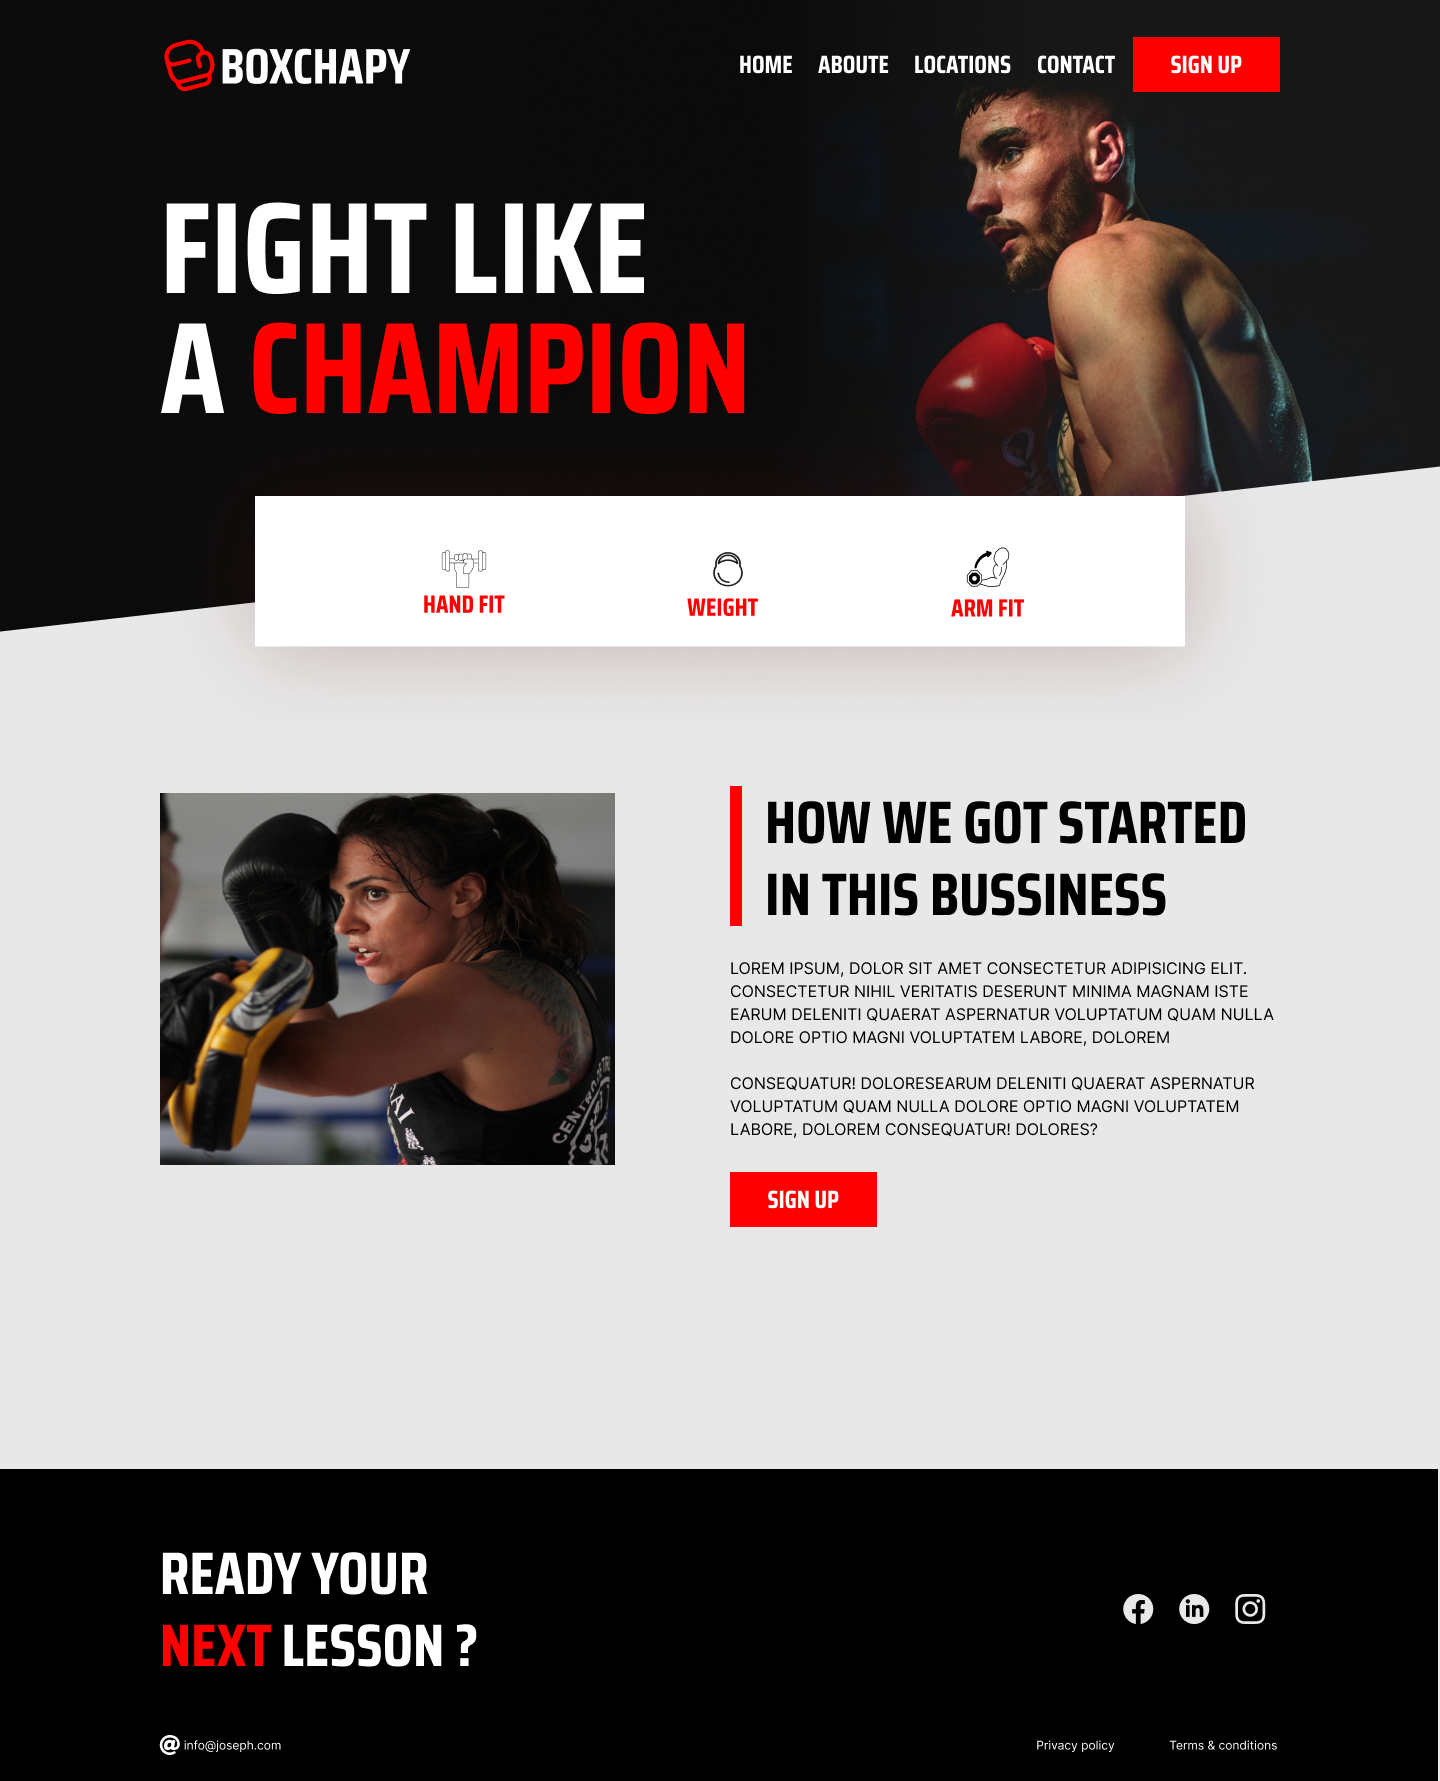 BOXCHAPY
HOME ABOUTE LOCATIONS CONTACT SIGN UP
FIGHT LIKE
A CHAMPION
HAND FIT
WEIGHT
ARM FIT
HOW WE GOT STARTED
IN THIS BUSSINESS
LOREM IPSUM, DOLOR SIT AMET CONSECTETUR ADIPISICING ELIT.
CONSECTETUR NIHIL VERITATIS DESERUNT MINIMA MAGNAM ISTE
EARUM DELENITI QUAERAT ASPERNATUR VOLUPTATUM QUAM NULLA
DOLORE OPTIO MAGNI VOLUPTATEM LABORE, DOLOREM
CONSEQUATUR! DOLORESEARUM DELENITI QUAERAT ASPERNATUR
VOLUPTATUM QUAM NULLA DOLORE OPTIO MAGNI VOLUPTATEM
LABORE, DOLOREM CONSEQUATUR! DOLORES?
SIGN UP
READY YOUR
NEXT LESSON ?
info@joseph.com
Privacy policy
Terms & conditions